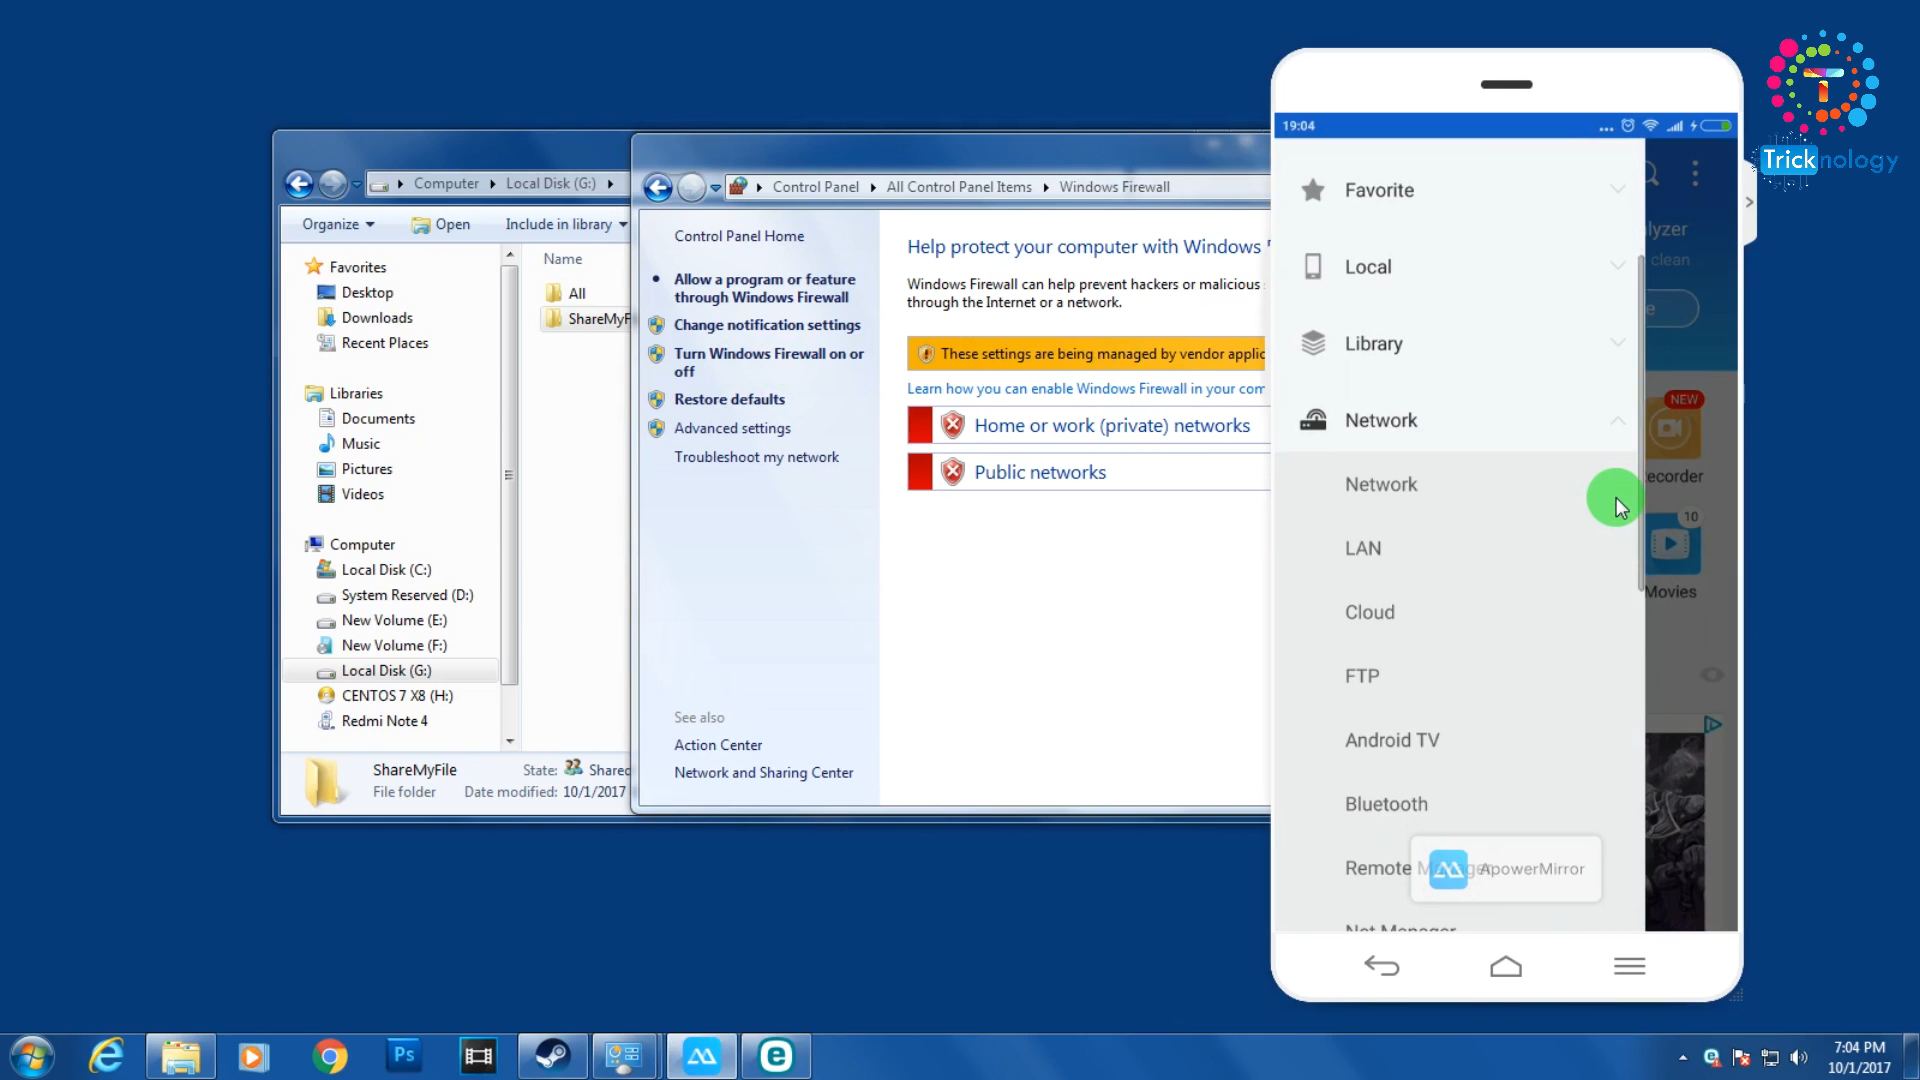 Tricknology
Computer
Local Disk (G:)
Organize
Open
Include in library
Favorites
Desktop
Downloads
Recent Places
Libraries
Documents
Music
Pictures
Videos
Computer
Local Disk (C:)
System Reserved (D:)
New Volume (E:)
New Volume (F:)
Local Disk (G:)
CENTOS 7 X8 (H:)
Redmi Note 4
Name
All
ShareMyF
ShareMyFile
State:
Shared
File folder
Date modified: 10/1/2017
Control Panel
All Control Panel Items
Windows Firewall
Control Panel Home
Allow a program or feature
through Windows Firewall
Change notification settings
Turn Windows Firewall on or
off
Restore defaults
Advanced settings
Troubleshoot my network
See also
Action Center
Network and Sharing Center
Help protect your computer with Windows
Windows Firewall can help prevent hackers or malicious
through the Internet or a network.
These settings are being managed by vendor applic
Learn how you can enable Windows Firewall in your com
Home or work (private) networks
Public networks
19:04
Favorite
Local
Library
Network
Network
LAN
Cloud
FTP
Android TV
Bluetooth
Remote Manager
ApowerMirror
Net Manager
lyzer
clean
e
NEW
ecorder
10
Movies
Ps
7:04 PM
10/1/2017